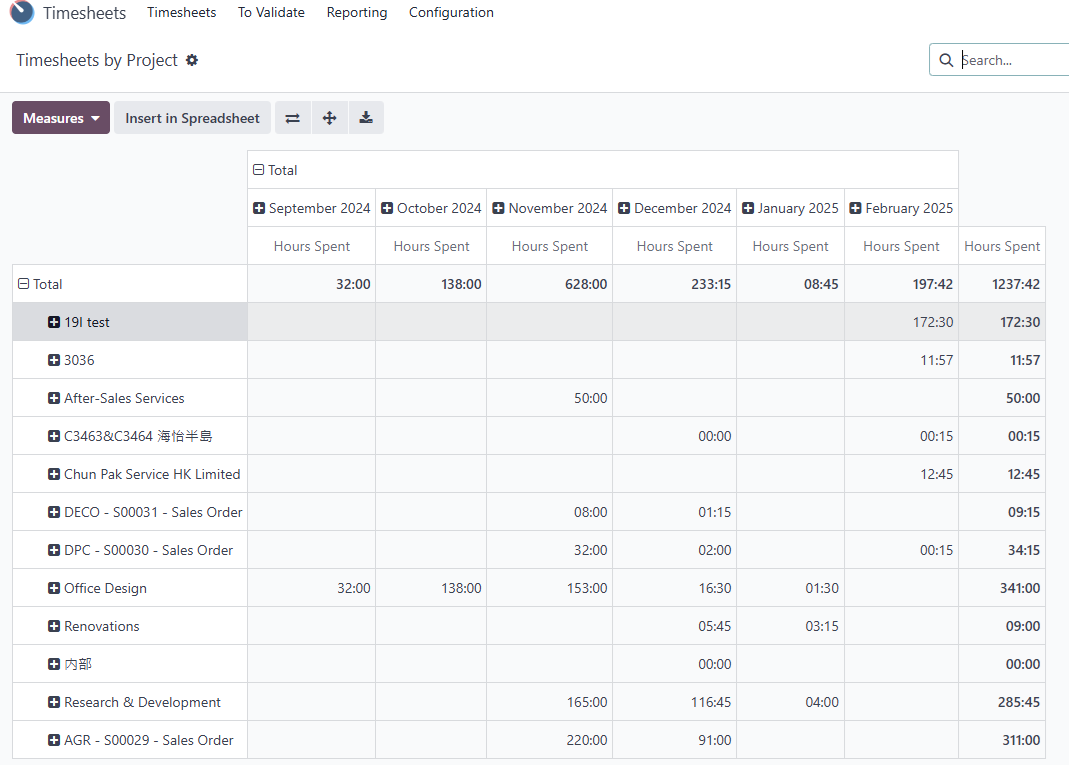 Timesheets Timesheets To Validate Reporting Configuration
Timesheets by Project Search...
Measures Insert in Spreadsheet
Total
September 2024 October 2024 November 2024 December 2024 January 2025 February 2025
Hours Spent Hours Spent Hours Spent Hours Spent Hours Spent Hours Spent Hours Spent
Total 32:00 138:00 628:00 233:15 08:45 197:42 1237:42
19I test 172:30 172:30
3036 11:57 11:57
After-Sales Services 50:00 50:00
C3463&C3464 海怡半島 00:00 00:15 00:15
Chun Pak Service HK Limited 12:45 12:45
DECO - S00031 - Sales Order 08:00 01:15 09:15
DPC - S00030 - Sales Order 32:00 02:00 00:15 34:15
Office Design 32:00 138:00 153:00 16:30 01:30 341:00
Renovations 05:45 03:15 09:00
内部 00:00 00:00
Research & Development 165:00 116:45 04:00 285:45
AGR - S00029 - Sales Order 220:00 91:00 311:00